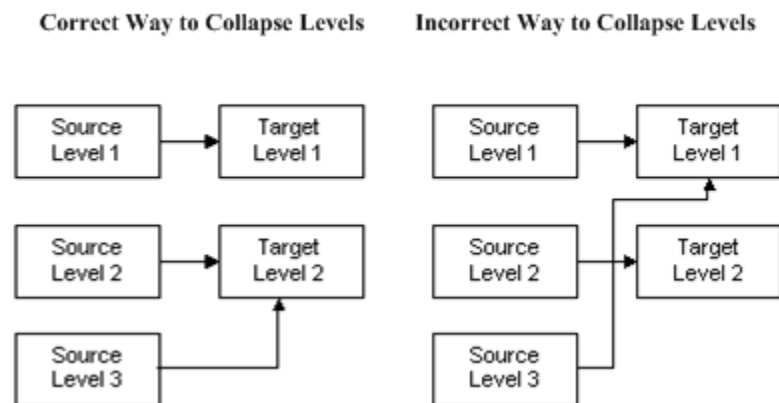 Correct Way to Collapse Levels
Source
Level 1
Target
Level 1
Source
Level 2
Target
Level 2
Source
Level 3
Incorrect Way to Collapse Levels
Source
Level 1
Target
Level 1
Source
Level 2
Target
Level 2
Source
Level 3